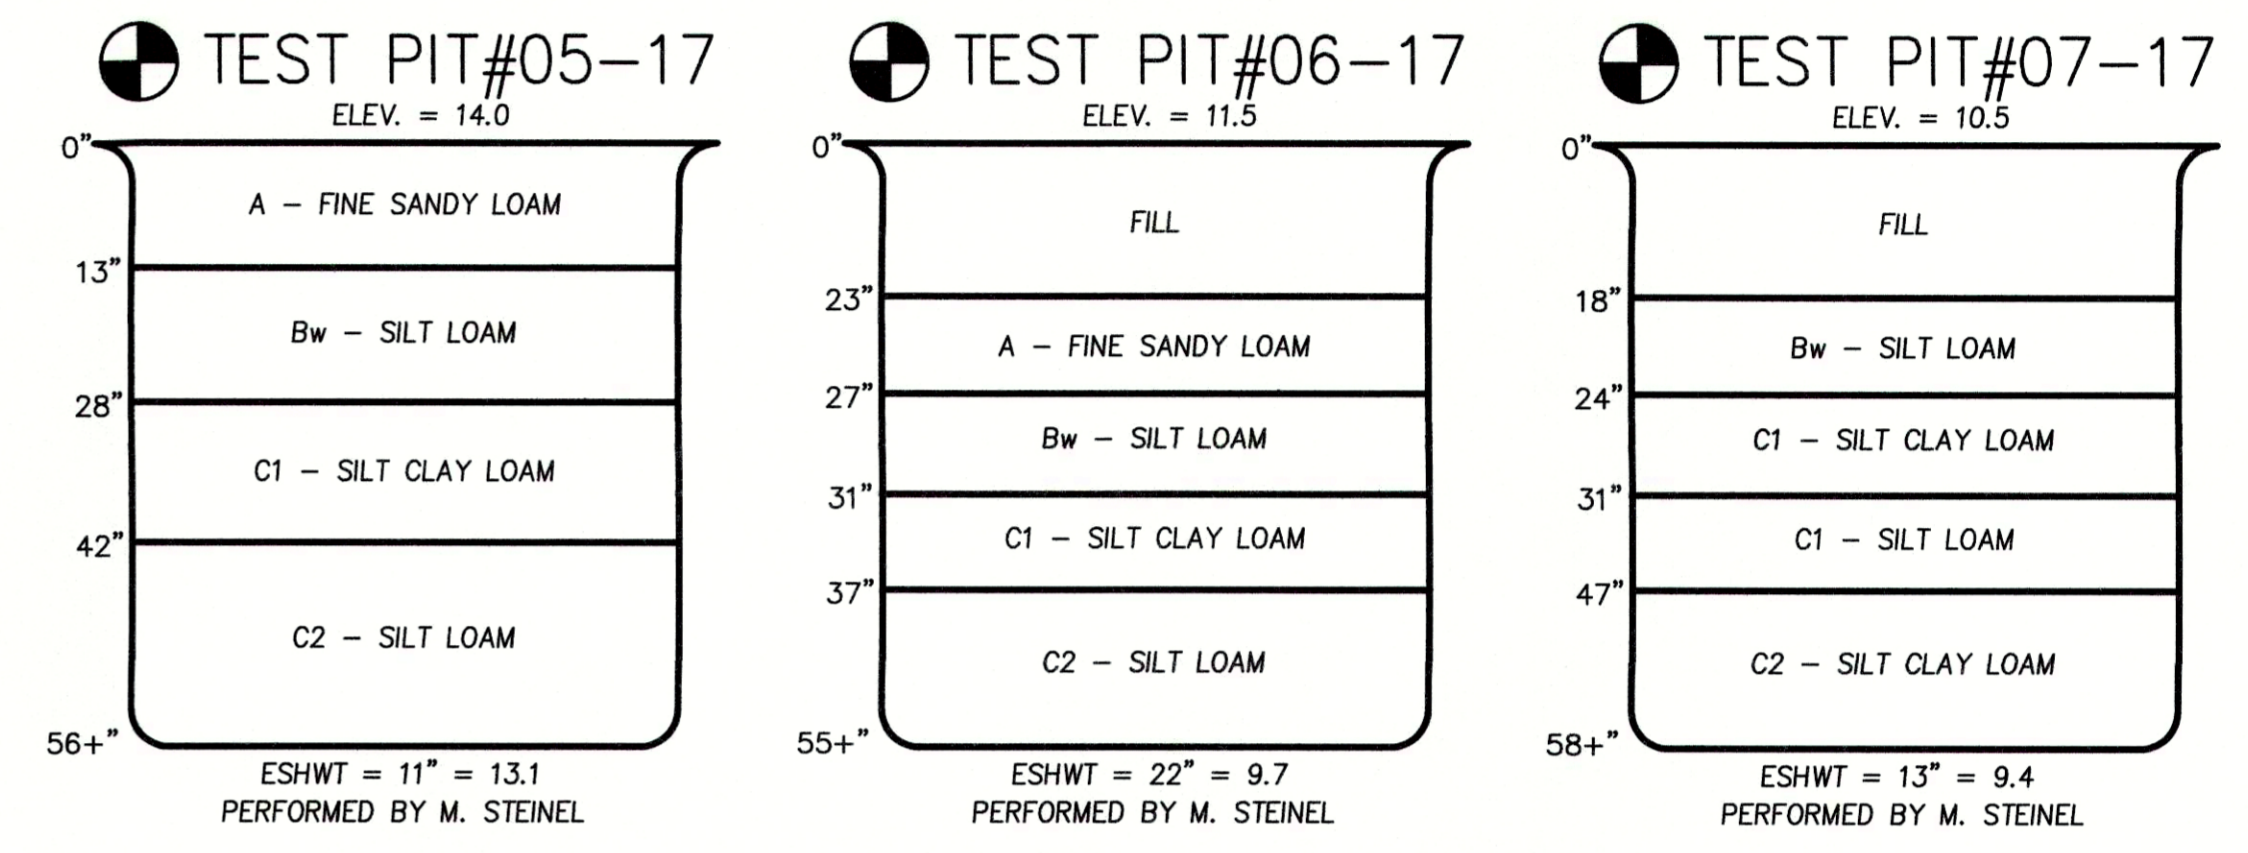 TEST PIT#05-17
ELEV. = 14.0
0"
A - FINE SANDY LOAM
13"
Bw - SILT LOAM
28"
C1 - SILT CLAY LOAM
42"
C2 - SILT LOAM
56+"
ESHWT = 11" = 13.1
PERFORMED BY M. STEINEL
TEST PIT#06-17
ELEV. = 11.5
0"
FILL
23"
A - FINE SANDY LOAM
27"
Bw - SILT LOAM
31"
C1 - SILT CLAY LOAM
37"
C2 - SILT LOAM
55+"
ESHWT = 22" = 9.7
PERFORMED BY M. STEINEL
TEST PIT#07-17
ELEV. = 10.5
0"
FILL
18"
Bw - SILT LOAM
24"
C1 - SILT CLAY LOAM
31"
C1 - SILT LOAM
47"
C2 - SILT CLAY LOAM
58+"
ESHWT = 13" = 9.4
PERFORMED BY M. STEINEL